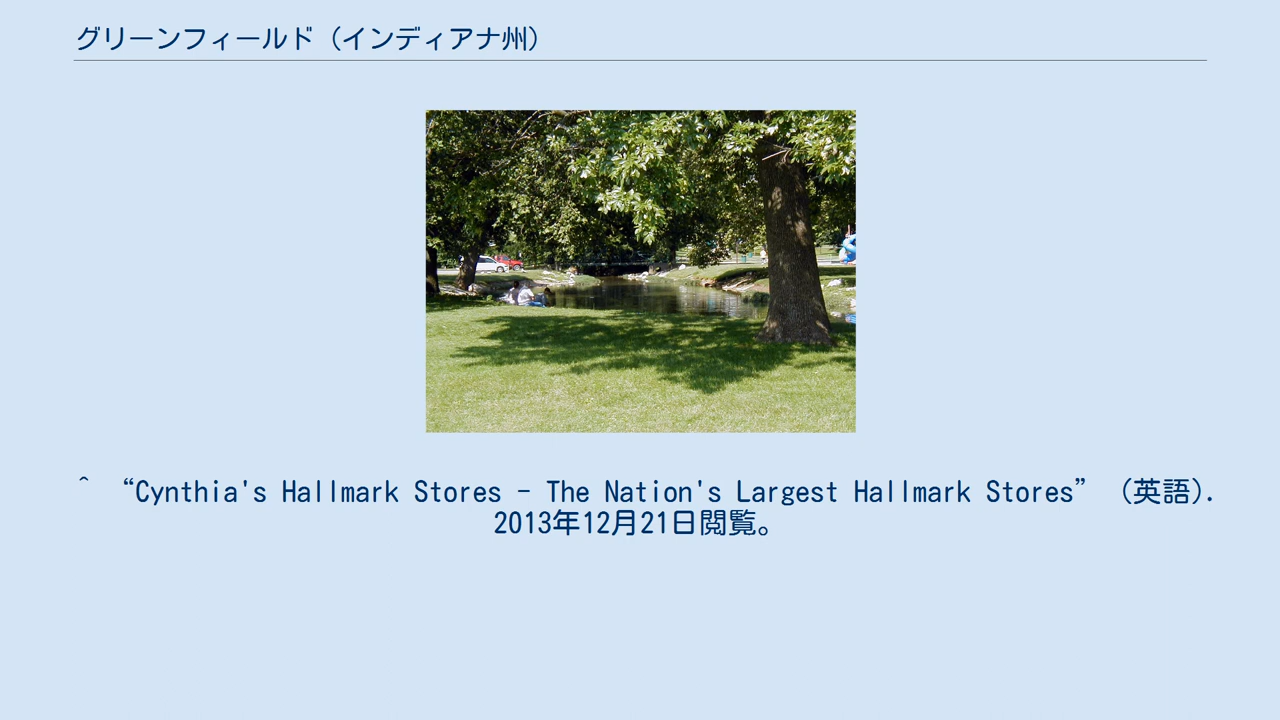 グリーンフィールド（インディアナ州）
^ “Cynthia's Hallmark Stores - The Nation's Largest Hallmark Stores” （英語）.
2013年12月21日閲覧。